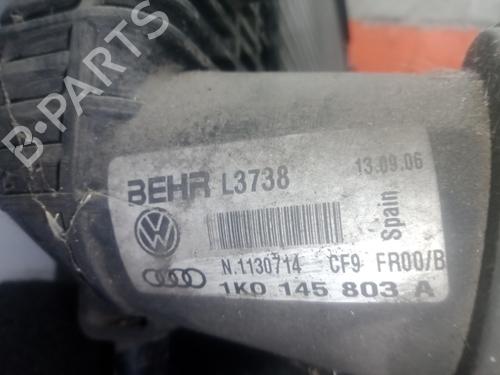 B-PARTS
BEHR L3738 13.09.06
Spain
N.1130714 CF9 FR00/B
1K0 145 803 A